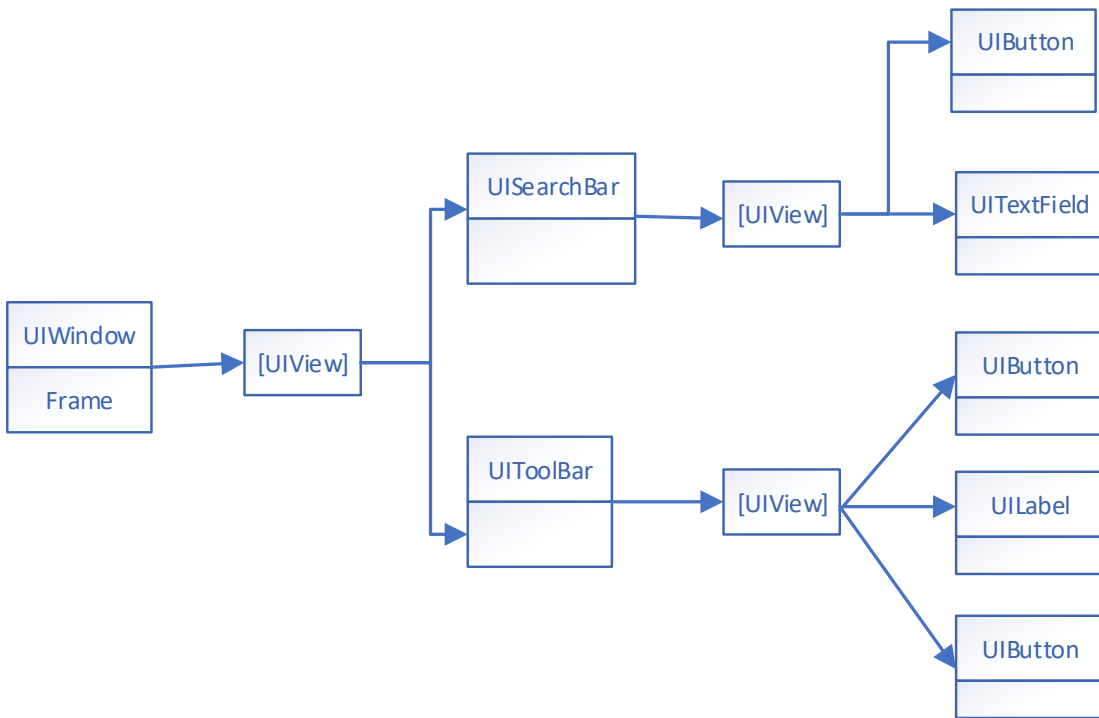 UIButton
UISearchBar
[UIView]
UITextField
UIWindow
Frame
[UIView]
UIButton
UIToolBar
[UIView]
UILabel
UIButton